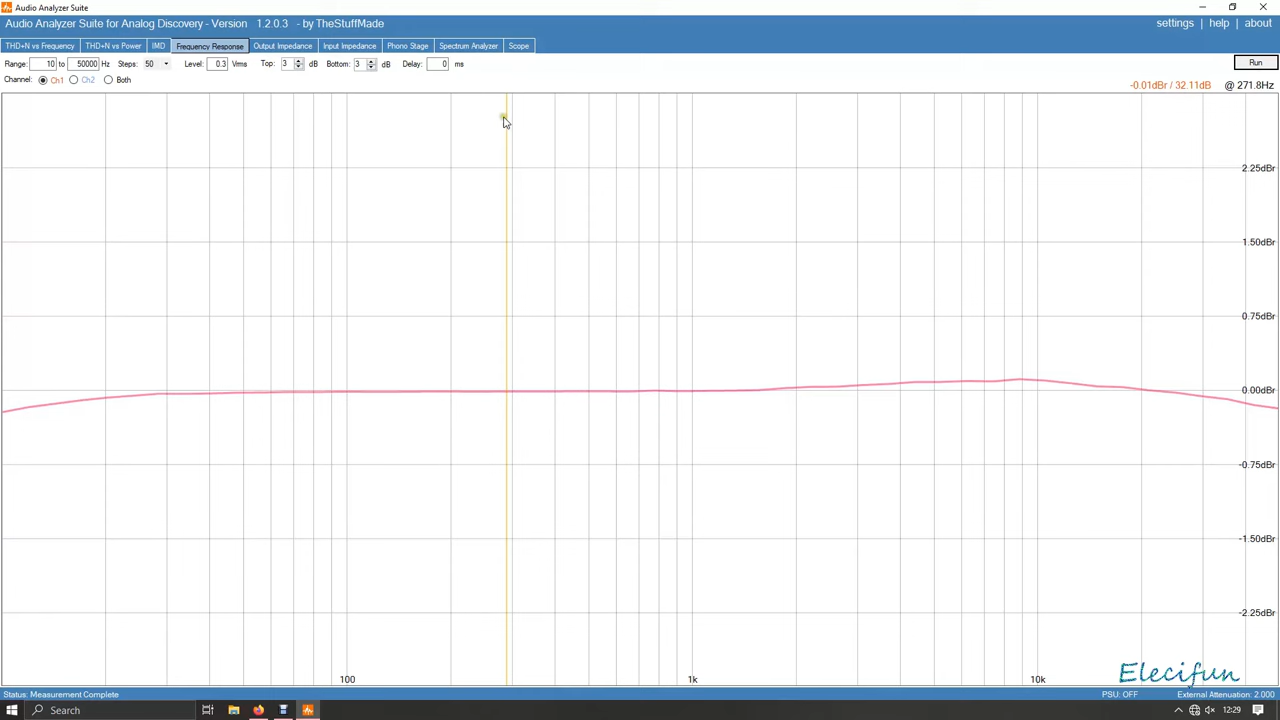 Audio Analyzer Suite
Audio Analyzer Suite for Analog Discovery - Version 1.2.0.3 - by TheStuffMade
settings | help | about
THD+N vs Frequency THD+N vs Power IMD Frequency Response Output Impedance Input Impedance Phono Stage Spectrum Analyzer Scope
Range: 10 to 50000 Hz Steps: 50 Level: 0.3 Vrms Top: 3 dB Bottom: 3 dB Delay: 0 ms
Run
Channel: Ch1 Ch2 Both
-0.01dBr / 32.11dB @ 271.8Hz
2.25dBr
1.50dBr
0.75dBr
0.00dBr
-0.75dBr
-1.50dBr
-2.25dBr
100 1k 10k
Elecifun
Status: Measurement Complete
PSU: OFF External Attenuation: 2.000
Search
12:29